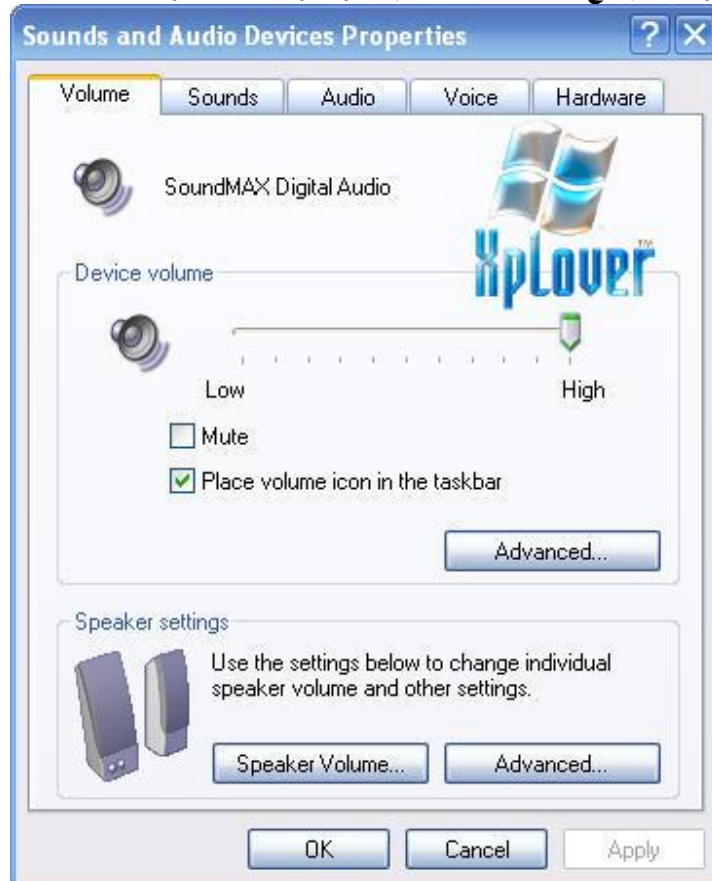 Sounds and Audio Devices Properties
Volume Sounds Audio Voice Hardware
SoundMAX Digital Audio
XpLover™
Device volume
Low High
Mute
Place volume icon in the taskbar
Advanced...
Speaker settings
Use the settings below to change individual
speaker volume and other settings.
Speaker Volume... Advanced...
OK Cancel Apply